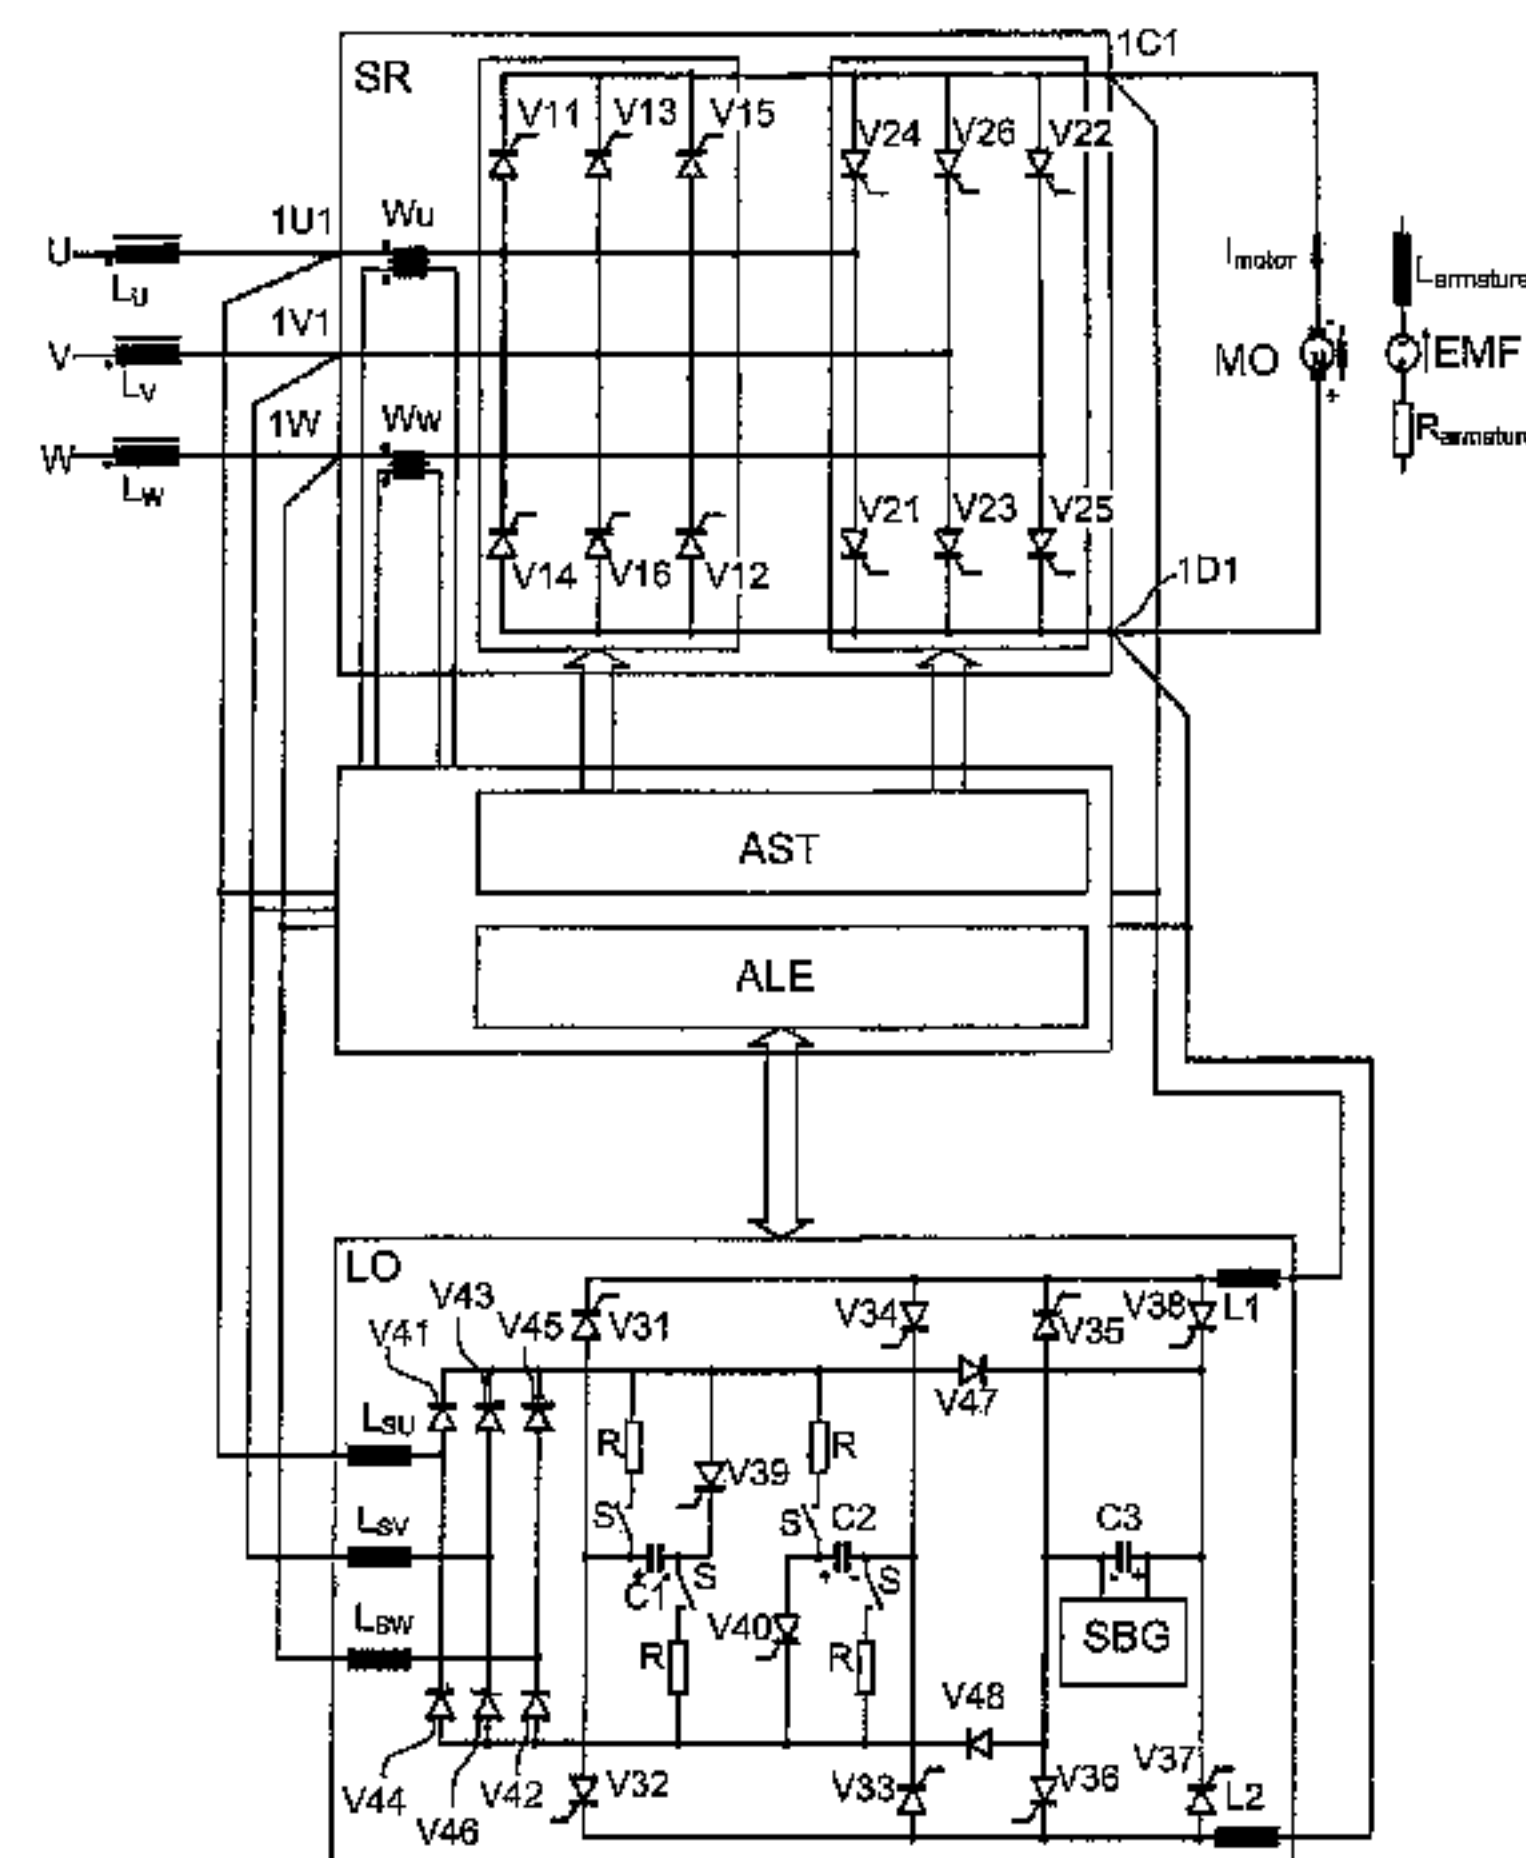 1C1
SR
V11 V13 V15
V24 V26 V22
1U1 Wu
U
LU
Imotor
Larmature
1V1
V
LV
MO
EMF
1W Ww
W
LW
Rarmature
V21 V23 V25
V14 V16 V12
1D1
AST
ALE
LO
V43
V41 V45 V31
V34 V35 V38 L1
V47
LSU
R V39 R
LSV
S S C2 C3
+ - + - - +
C1 S S
LSW
V40
R R
SBG
V48
V44 V46 V42 V32
V33 V36 V37 L2